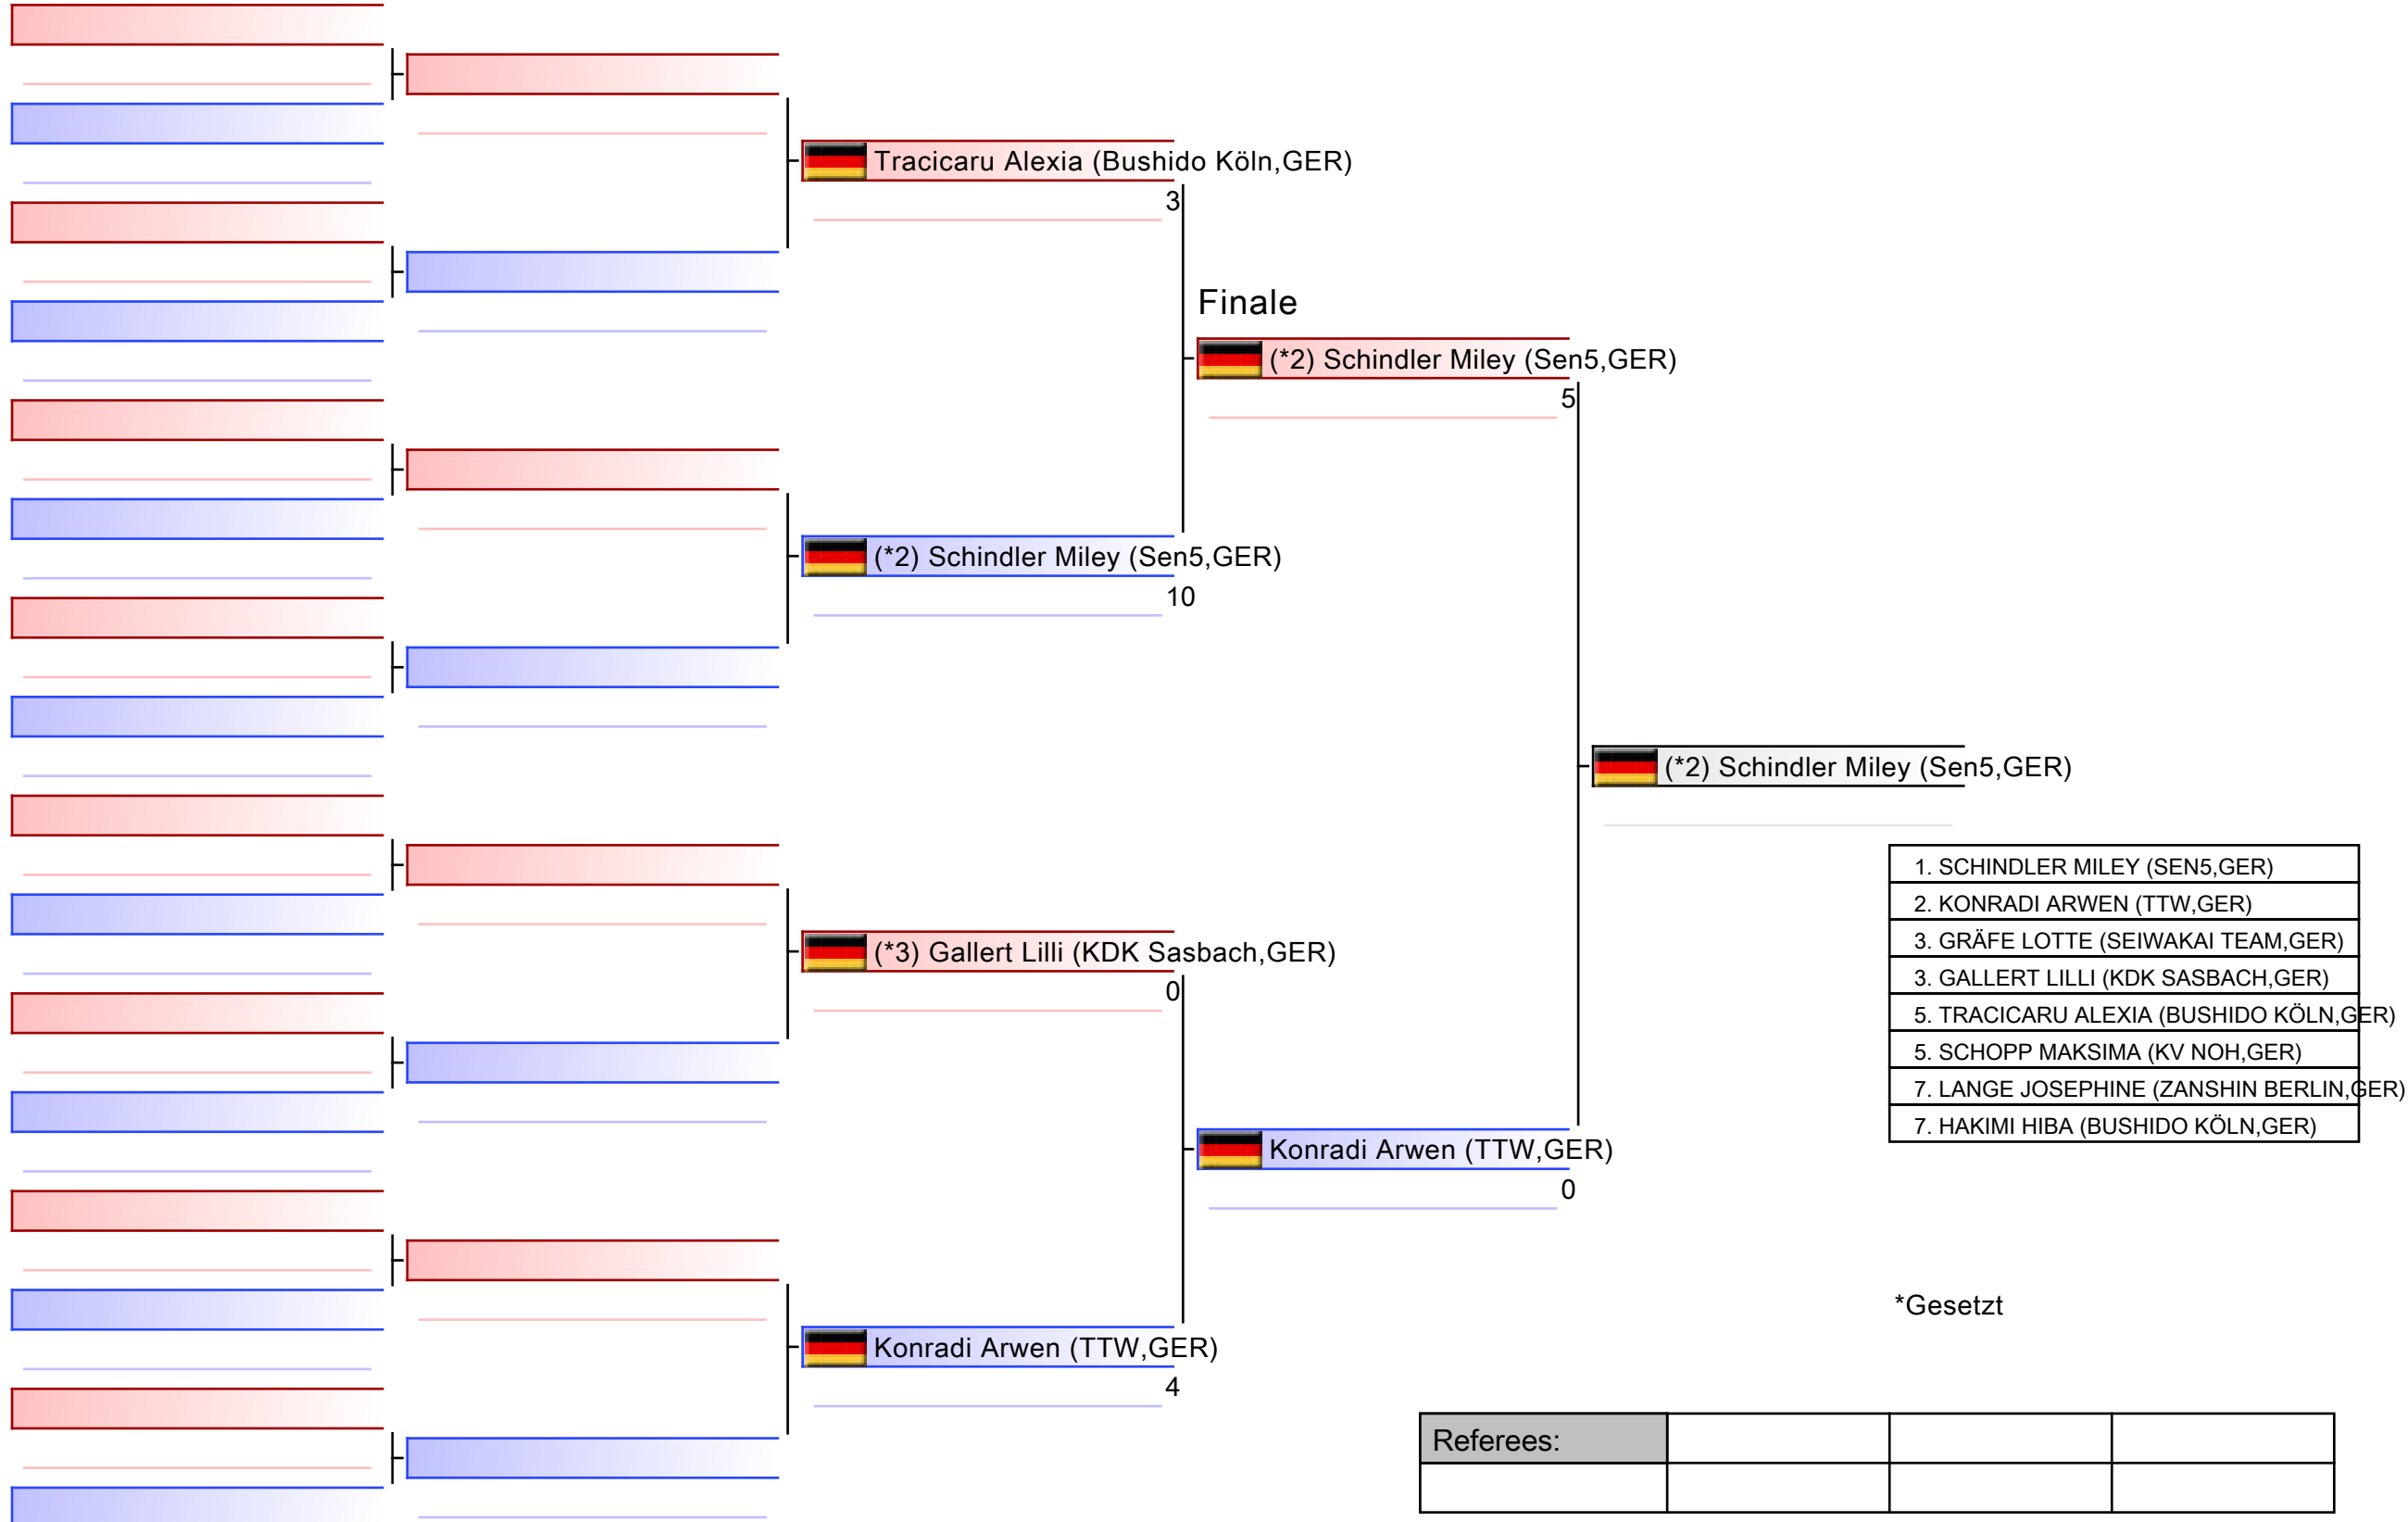 Tracicaru Alexia (Bushido Köln,GER)
3
Finale
(*2) Schindler Miley (Sen5,GER)
5
(*2) Schindler Miley (Sen5,GER)
10
(*2) Schindler Miley (Sen5,GER)
1. SCHINDLER MILEY (SEN5,GER)
2. KONRADI ARWEN (TTW,GER)
3. GRÄFE LOTTE (SEIWAKAI TEAM,GER)
3. GALLERT LILLI (KDK SASBACH,GER)
5. TRACICARU ALEXIA (BUSHIDO KÖLN,GER)
5. SCHOPP MAKSIMA (KV NOH,GER)
7. LANGE JOSEPHINE (ZANSHIN BERLIN,GER)
7. HAKIMI HIBA (BUSHIDO KÖLN,GER)
(*3) Gallert Lilli (KDK Sasbach,GER)
0
Konradi Arwen (TTW,GER)
0
*Gesetzt
Konradi Arwen (TTW,GER)
4
Referees: